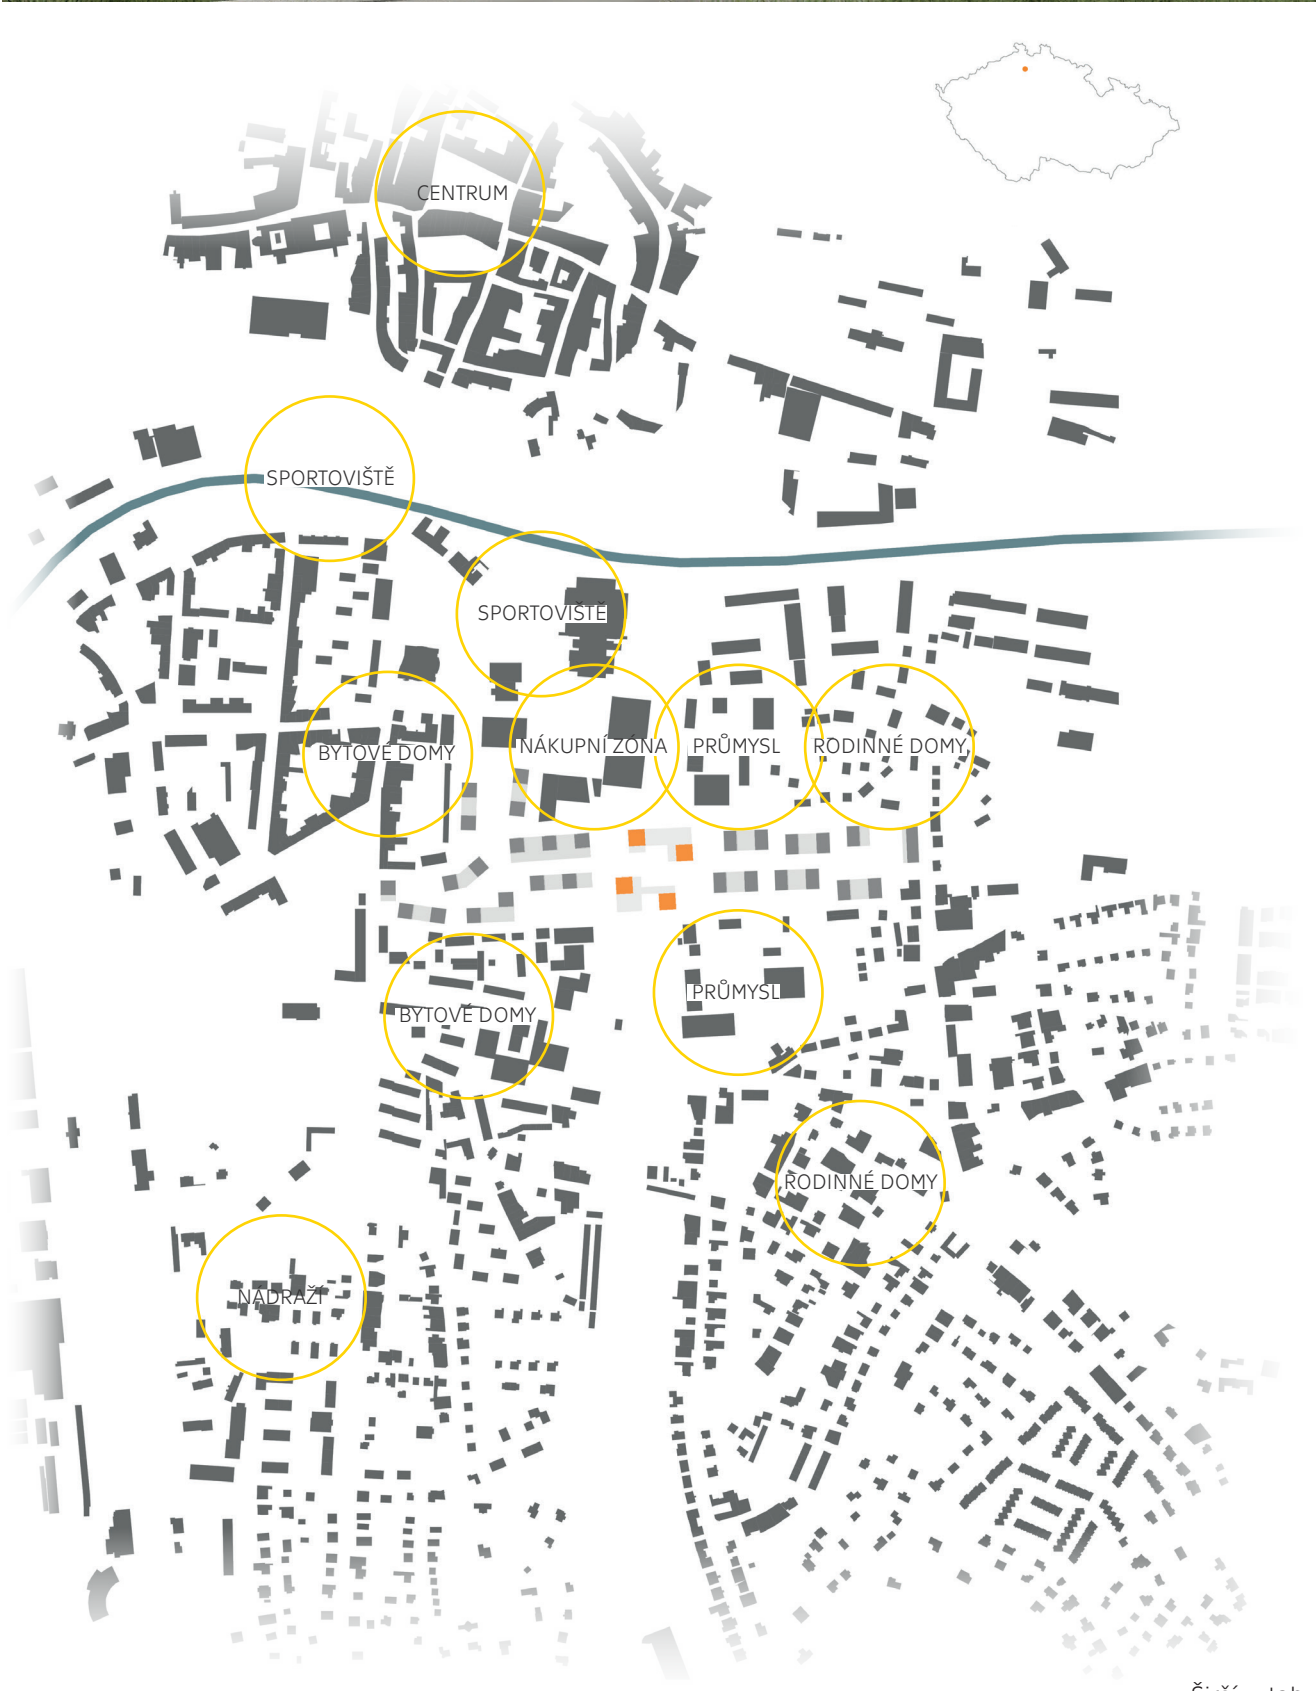 CENTRUM
SPORTOVIŠTĚ
SPORTOVIŠTĚ
BYTOVÉ DOMY
NÁKUPNÍ ZÓNA
PRŮMYSL
RODINNÉ DOMY
PRŮMYSL
BYTOVÉ DOMY
RODINNÉ DOMY
NÁDRAŽÍ